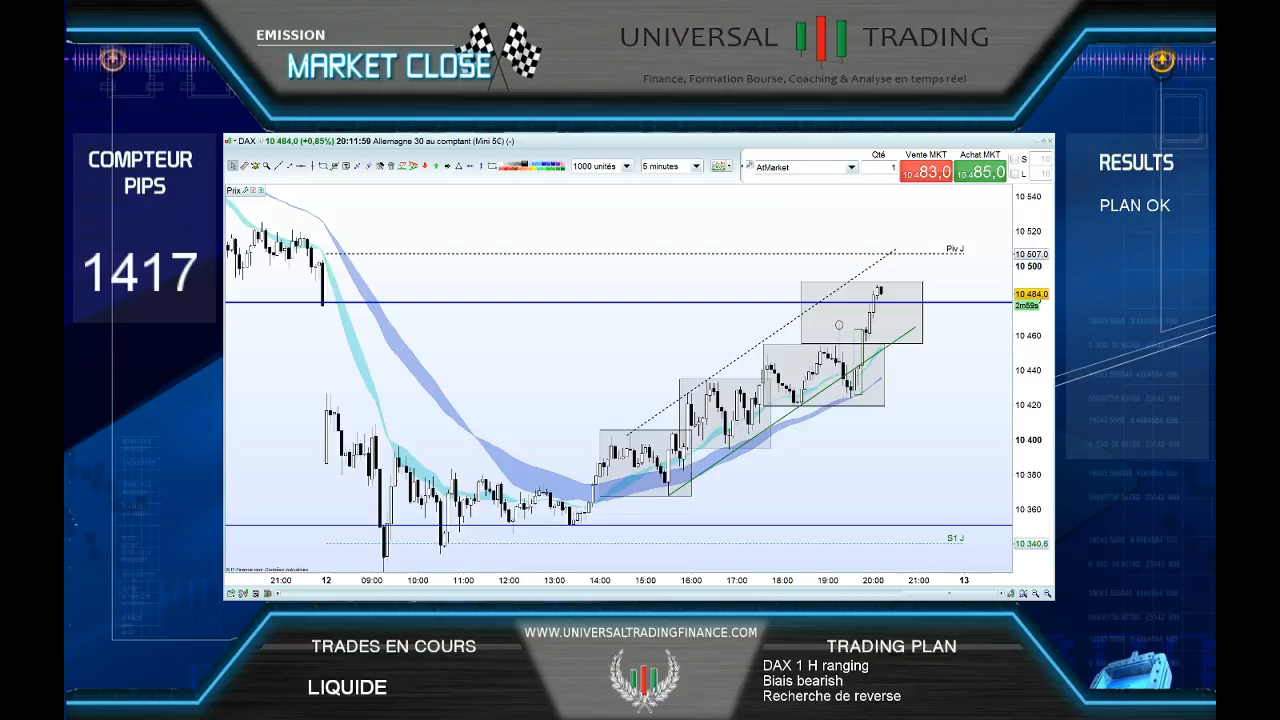 EMISSION
MARKET CLOSE
UNIVERSAL TRADING
Finance, Formation Bourse, Coaching & Analyse en temps réel
COMPTEUR
PIPS
1417
RESULTS
PLAN OK
DAX 10 484,0 (+0,85%) 20:11:59 Allemagne 30 au comptant (Mini 5€) (-)
1000 unités
5 minutes
AtMarket
Qté
1
Vente MKT
10 483,0
Achat MKT
10 485,0
S 10
L 10
Prix
Piv J
S1 J
10 540
10 520
10 507,0
10 500
10 484,0
2m59s
10 460
10 440
10 420
10 400
10 380
10 360
10 340,6
21:00
12
09:00
10:00
11:00
12:00
13:00
14:00
15:00
16:00
17:00
18:00
19:00
20:00
21:00
13
TRADES EN COURS
LIQUIDE
WWW.UNIVERSALTRADINGFINANCE.COM
TRADING PLAN
DAX 1 H ranging
Biais bearish
Recherche de reverse